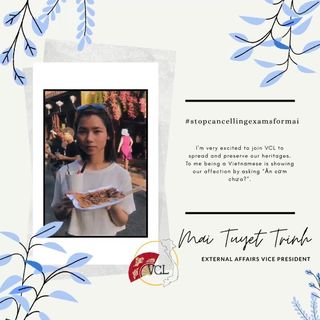 #stopcancellingexamsformai
I'm very excited to join VCL to
spread and preserve our heritages.
To me being a Vietnamese is showing
our affection by asking "Ăn cơm
chưa?".
Mai Tuyet Trinh
EXTERNAL AFFAIRS VICE PRESIDENT
VCL